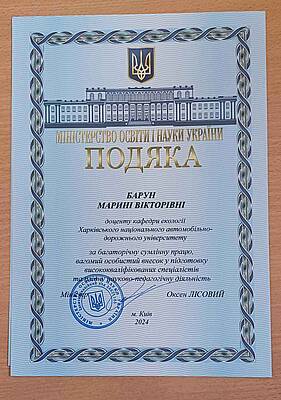 МІНІСТЕРСТВО ОСВІТИ І НАУКИ УКРАЇНИ
ПОДЯКА
БАРУН
МАРИНІ ВІКТОРІВНІ
доценту кафедри екології
Харківського національного автомобільно-
дорожнього університету
за багаторічну сумлінну працю,
вагомий особистий внесок у підготовку
висококваліфікованих спеціалістів
та науково-педагогічну діяльність
Оксен ЛІСОВИЙ
м. Київ
2024